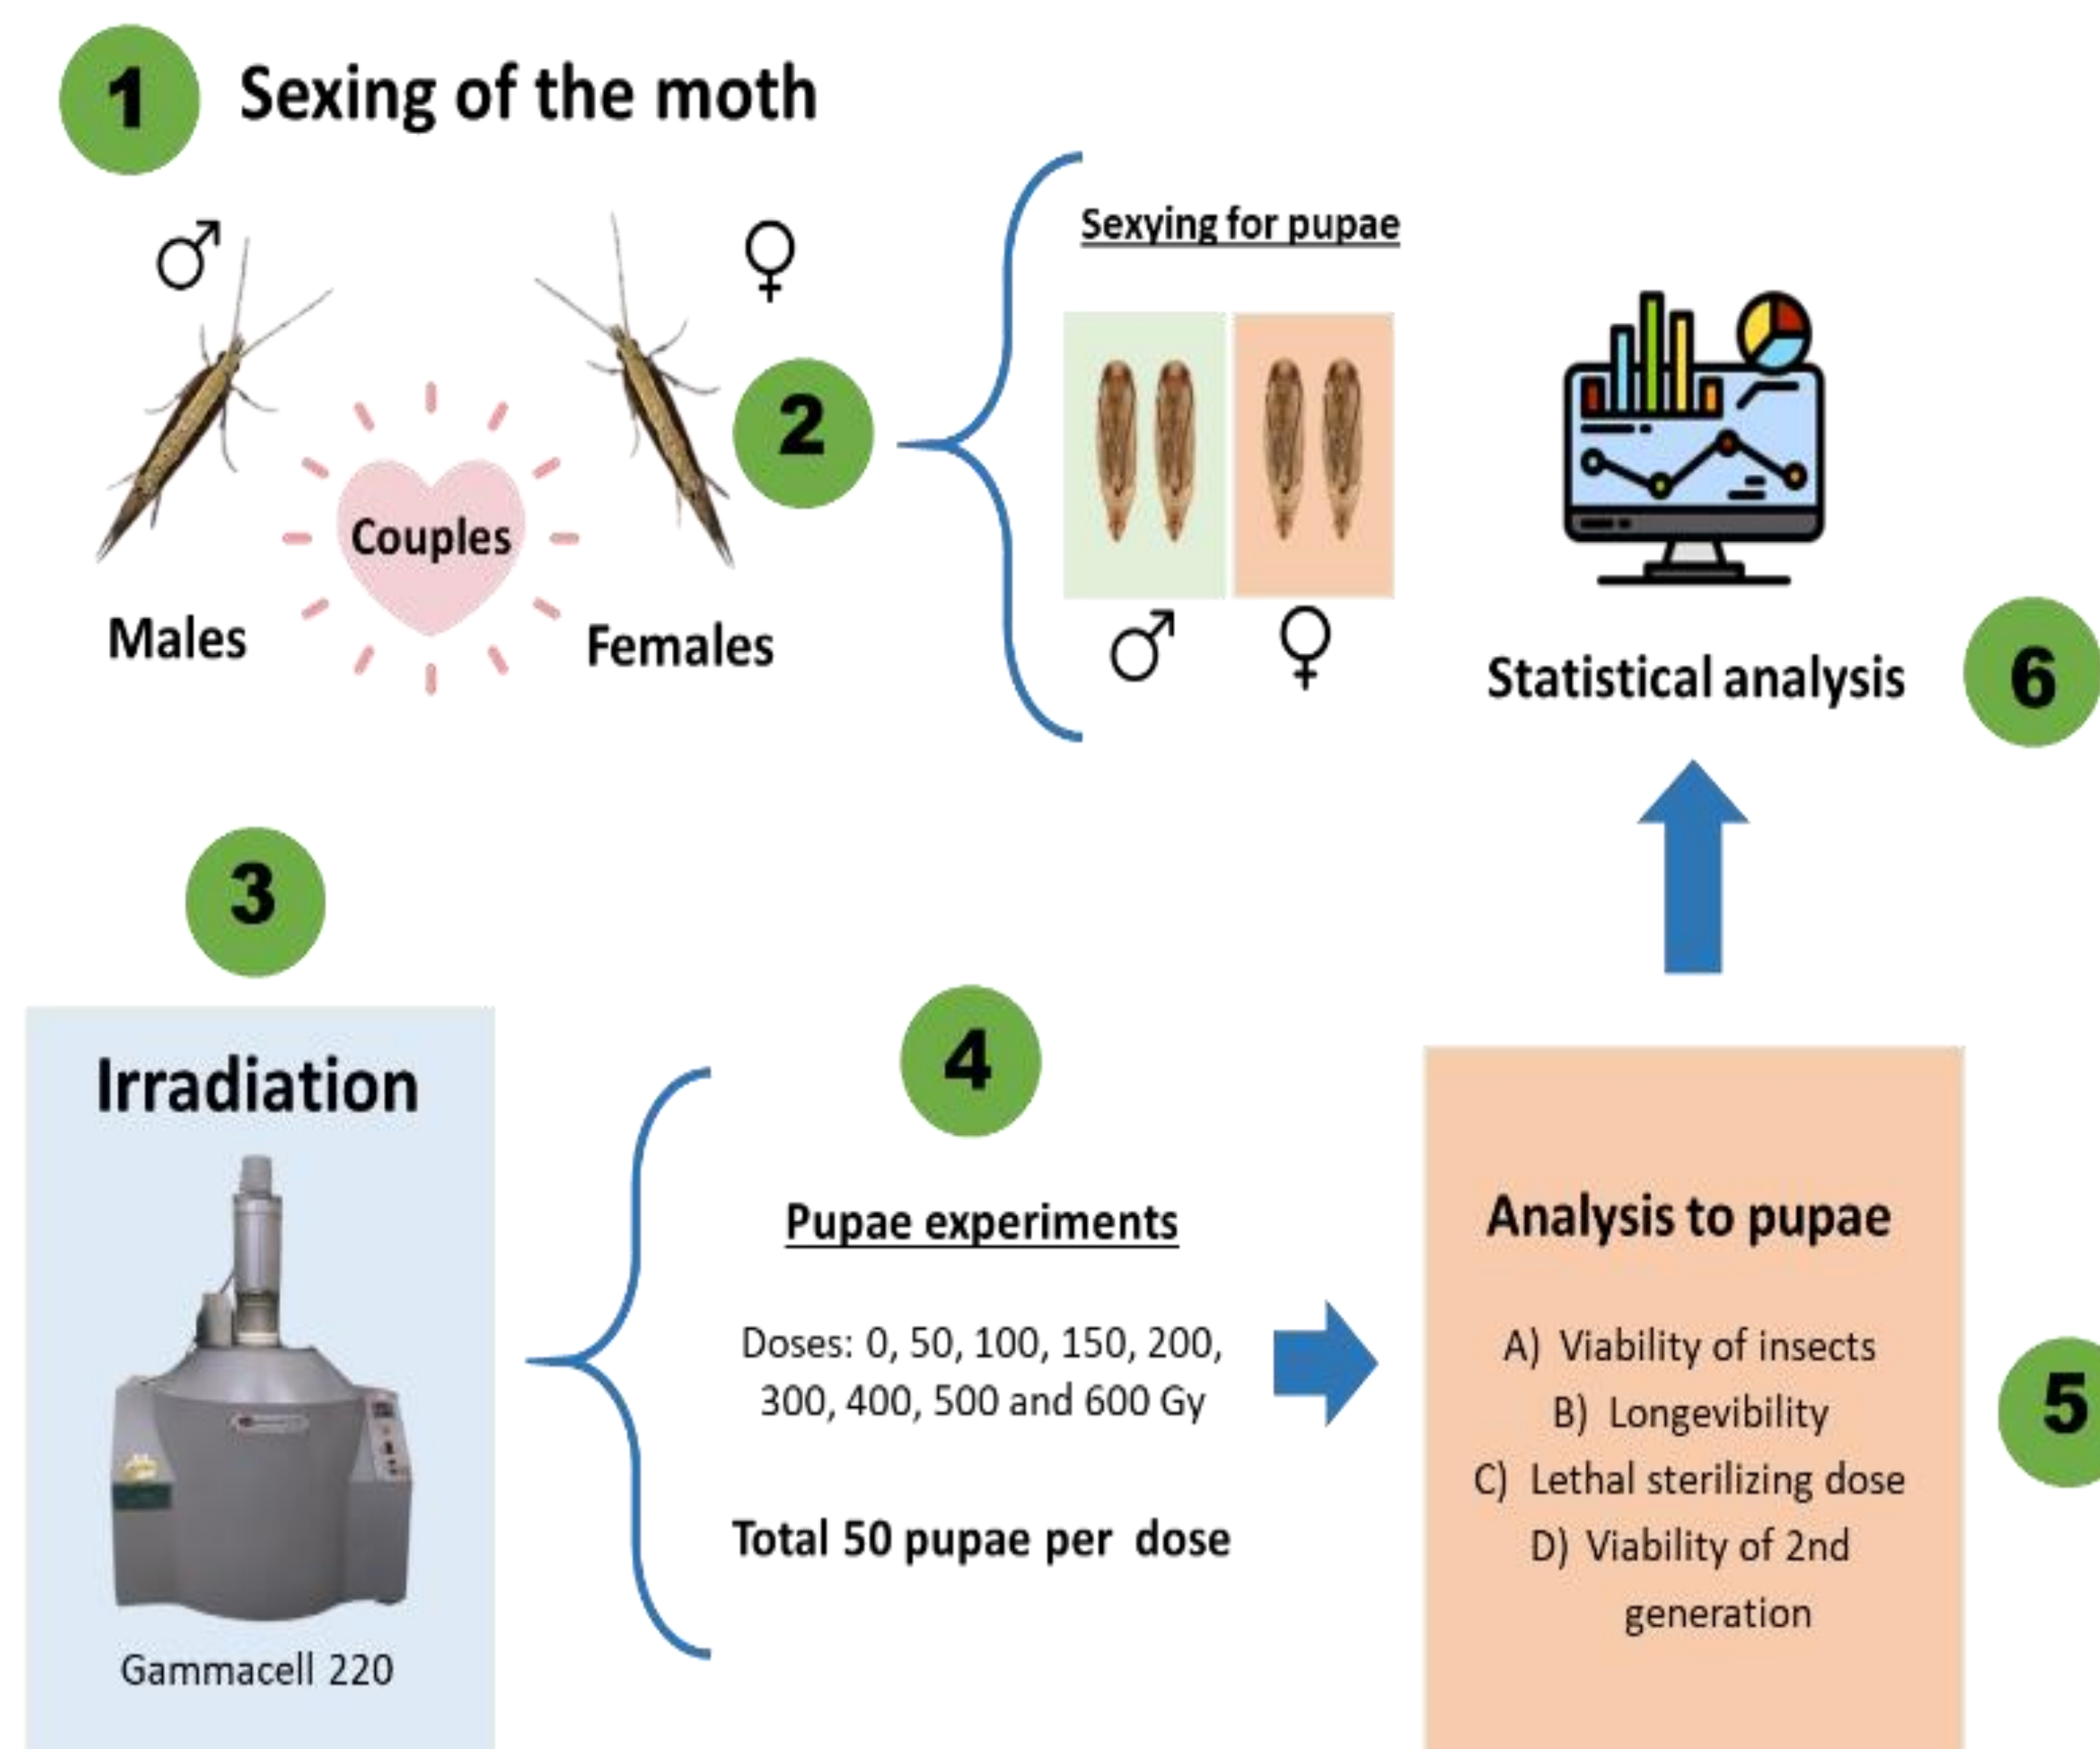 1
Sexing of the moth
♂
♀
Couples
Males
Females
2
Sexying for pupae
♂
♀
Statistical analysis
6
3
Irradiation
Gammacell 220
4
Pupae experiments
Doses: 0, 50, 100, 150, 200,
300, 400, 500 and 600 Gy
Total 50 pupae per dose
Analysis to pupae
A) Viability of insects
B) Longevibility
C) Lethal sterilizing dose
D) Viability of 2nd
generation
5